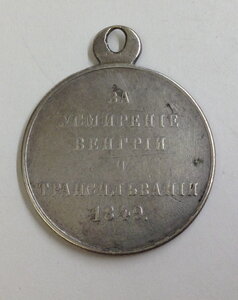 ЗА
УСМИРЕНІЕ
ВЕНГРІИ
И
ТРАНСИЛЬВАНІИ
1849.